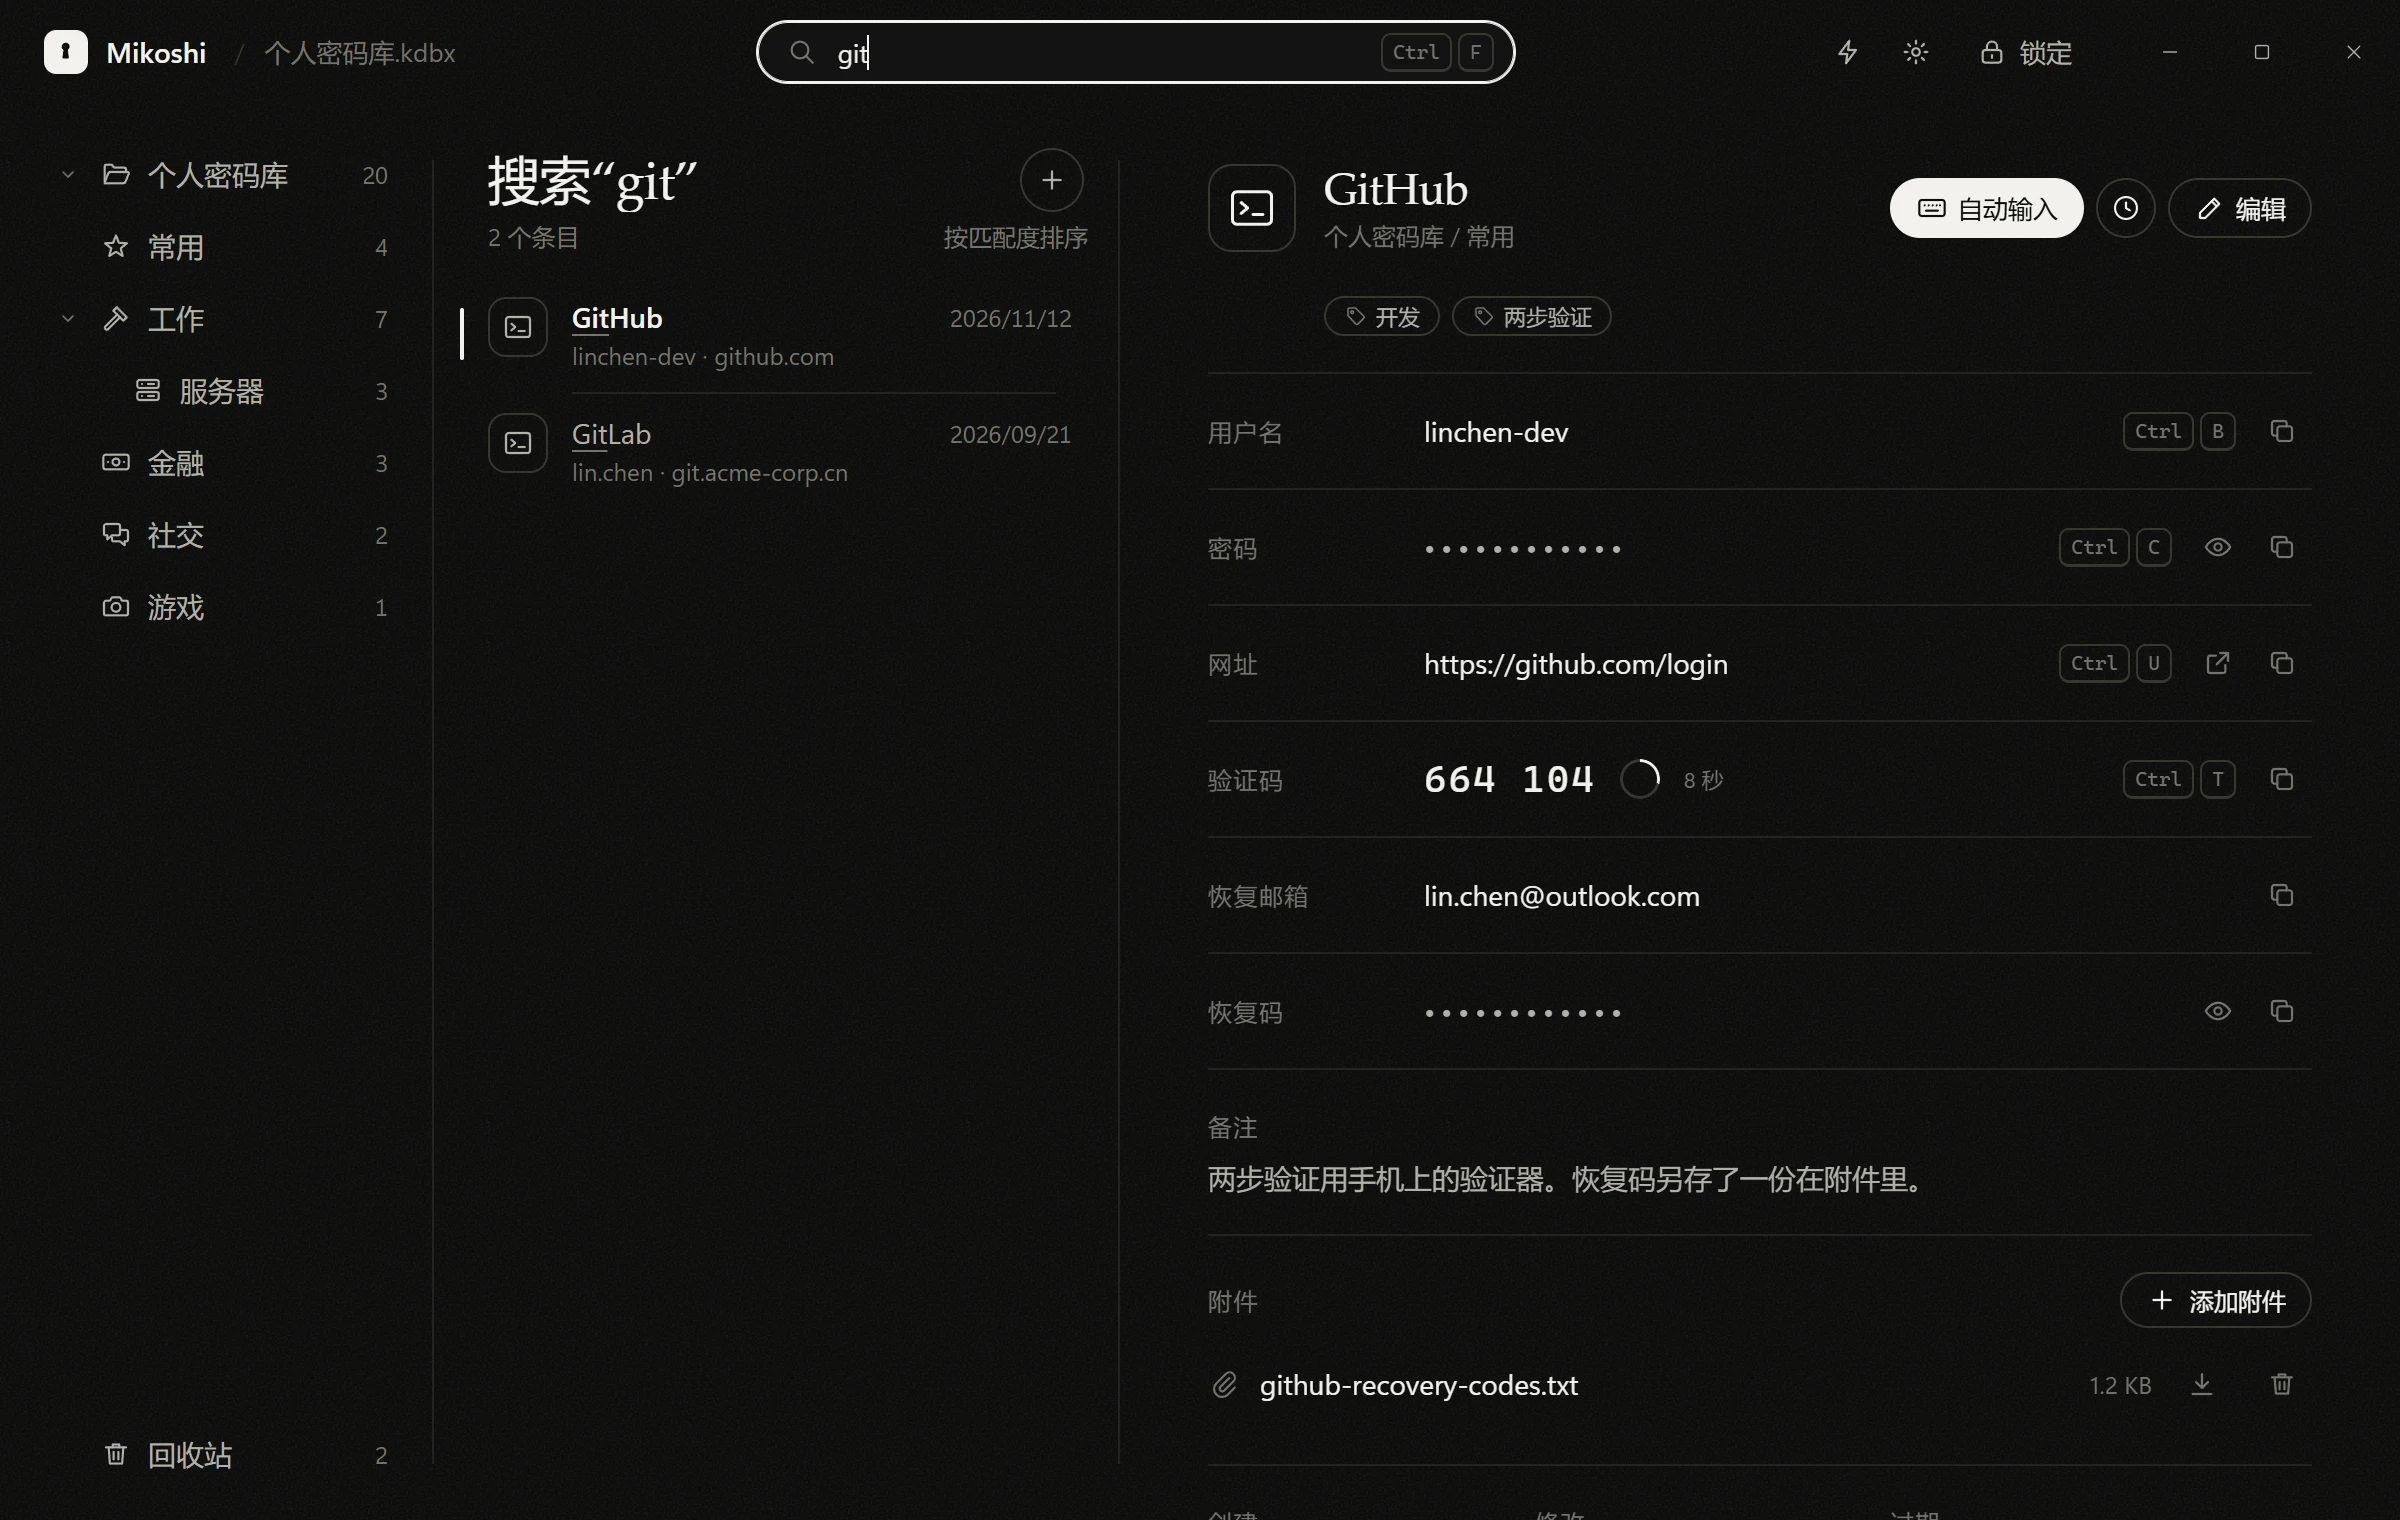 Mikoshi / 个人密码库.kdbx
git
Ctrl F
锁定
个人密码库 20
常用 4
工作 7
服务器 3
金融 3
社交 2
游戏 1
回收站 2
搜索“git”
2 个条目 按匹配度排序
GitHub 2026/11/12
linchen-dev · github.com
GitLab 2026/09/21
lin.chen · git.acme-corp.cn
GitHub
个人密码库 / 常用
自动输入
编辑
开发 两步验证
用户名 linchen-dev Ctrl B
密码 •••••••••••• Ctrl C
网址 https://github.com/login Ctrl U
验证码 664 104 8 秒 Ctrl T
恢复邮箱 lin.chen@outlook.com
恢复码 ••••••••••••
备注
两步验证用手机上的验证器。恢复码另存了一份在附件里。
附件 添加附件
github-recovery-codes.txt 1.2 KB
创建 修改 过期